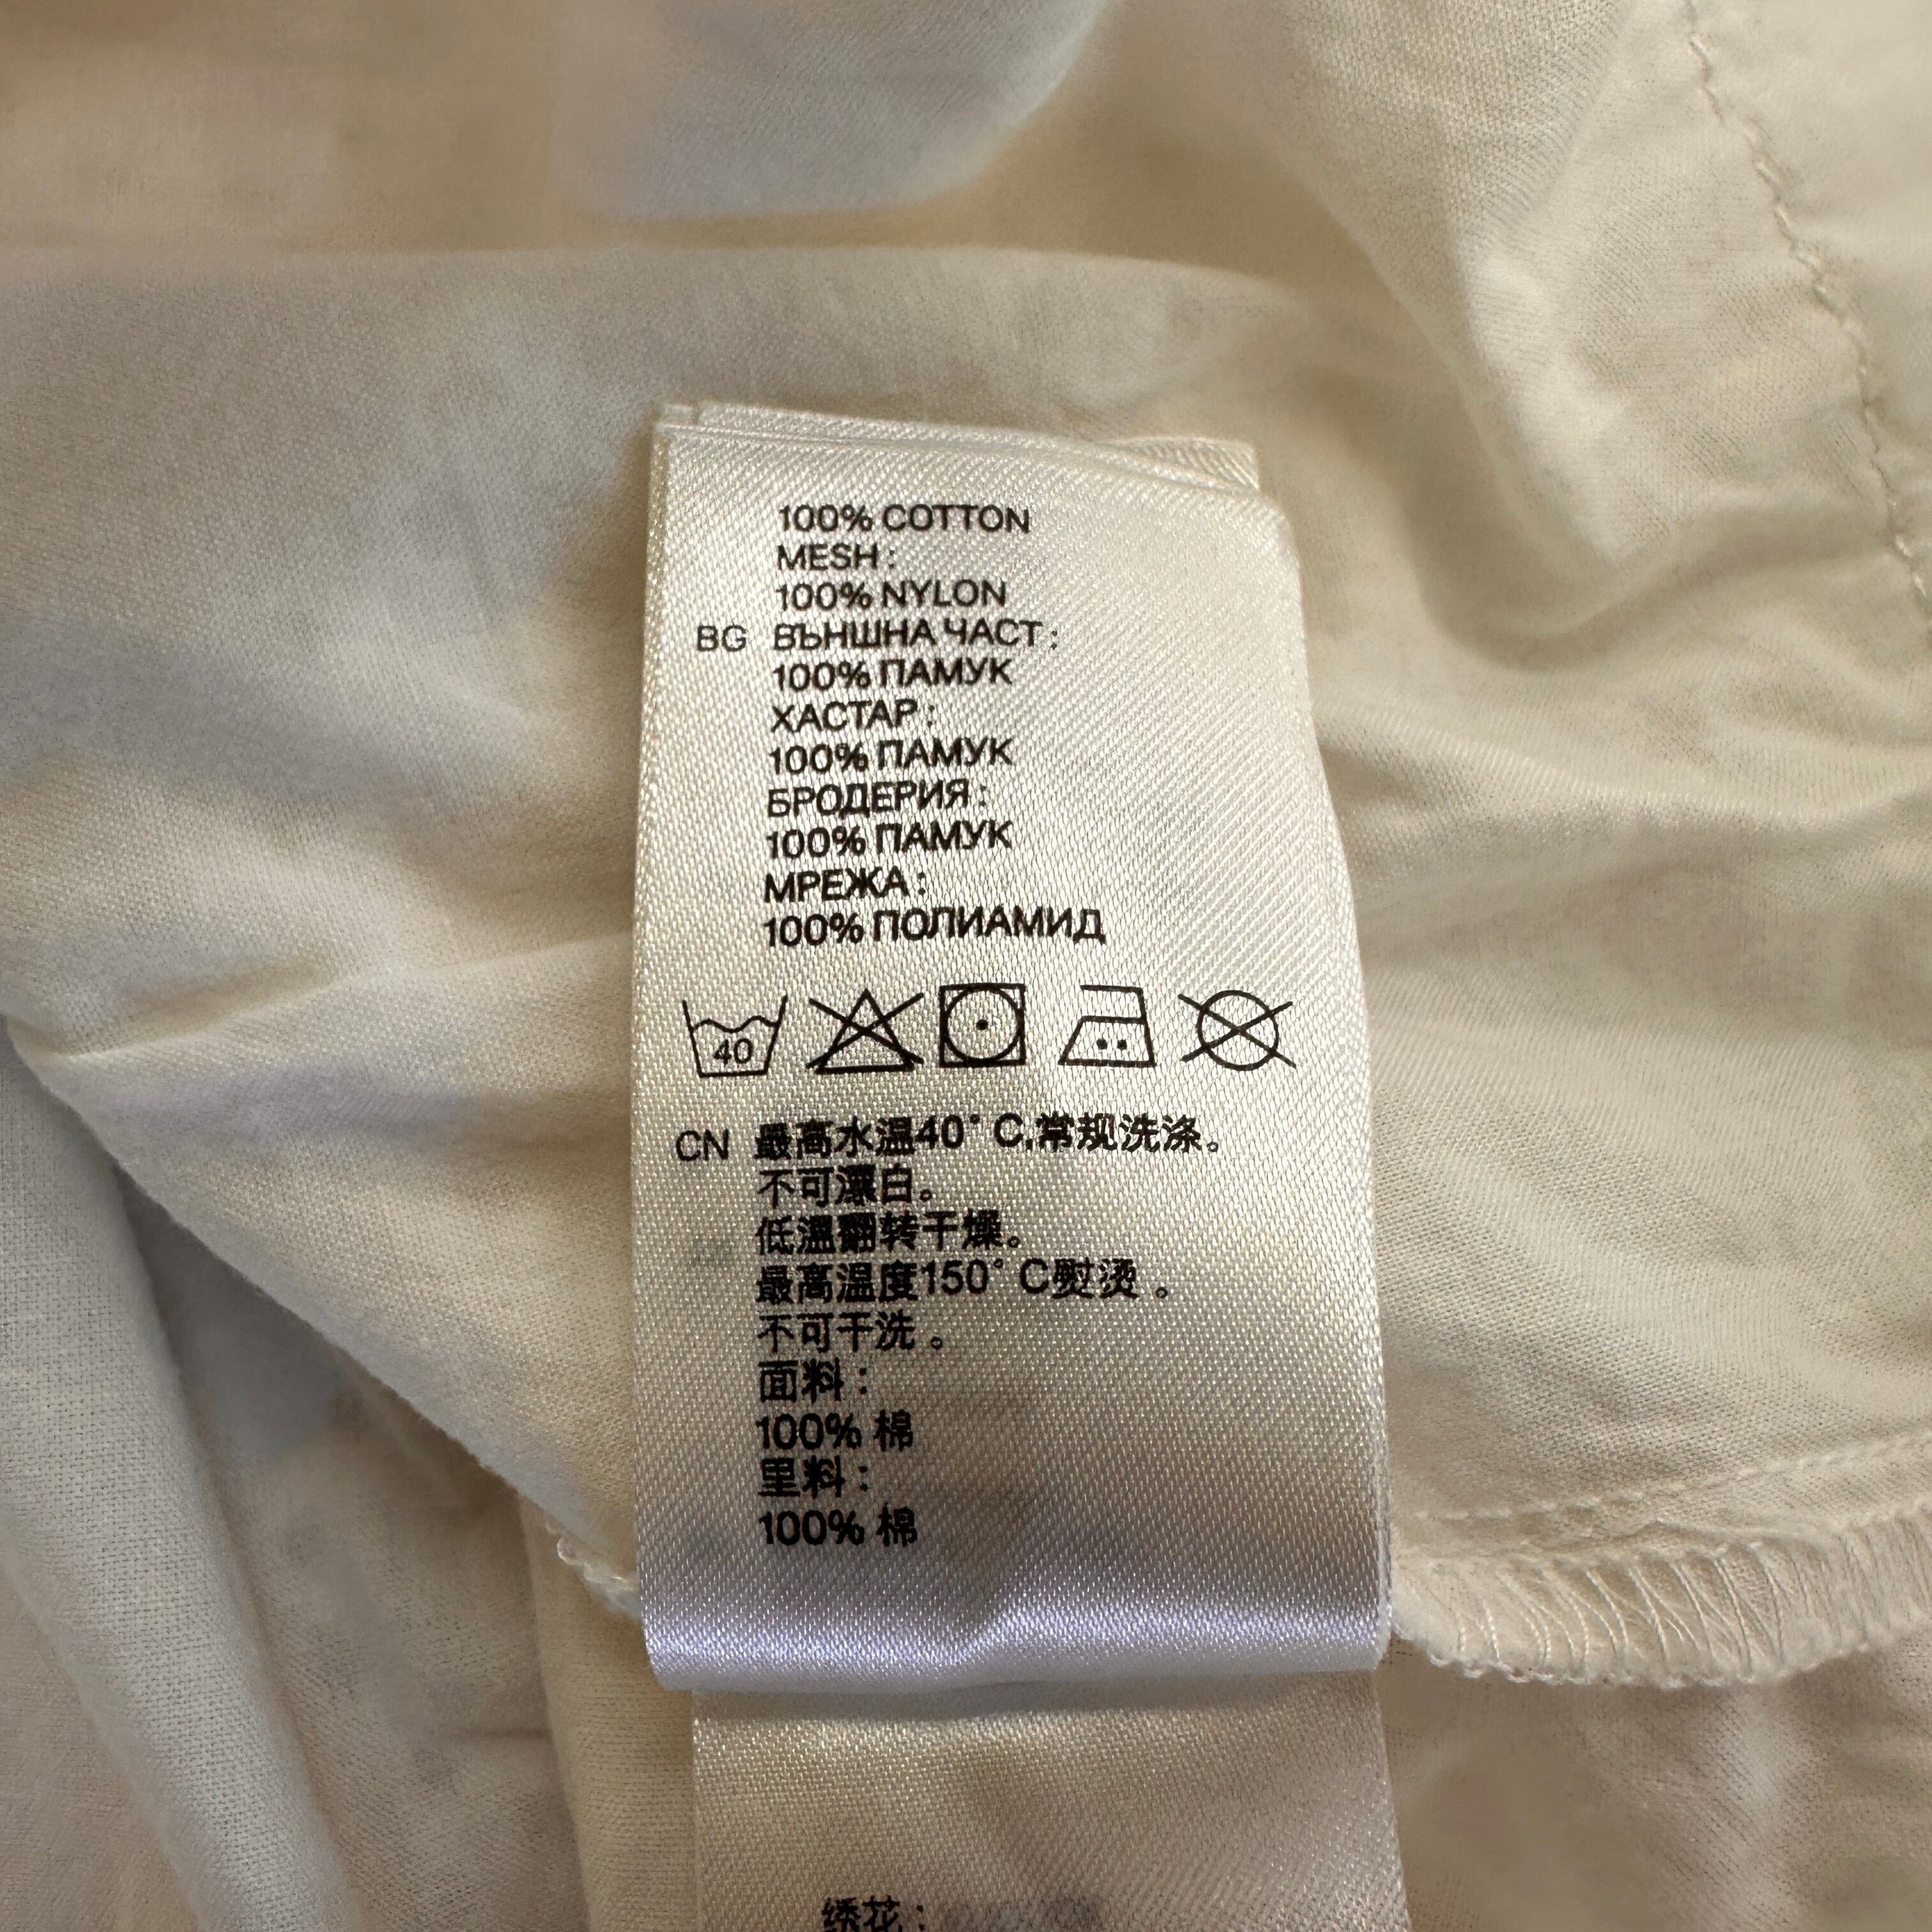 100% COTTON
MESH:
100% NYLON
BG ВЪНШНА ЧАСТ:
100% ПАМУК
ХАСТАР:
100% ПАМУК
БРОДЕРИЯ:
100% ПАМУК
МРЕЖА:
100% ПОЛИАМИД
40
CN 最高水温40°C,常规洗涤。
不可漂白。
低温翻转干燥。
最高温度150°C熨烫。
不可干洗。
面料:
100% 棉
里料:
100% 棉
绣花: